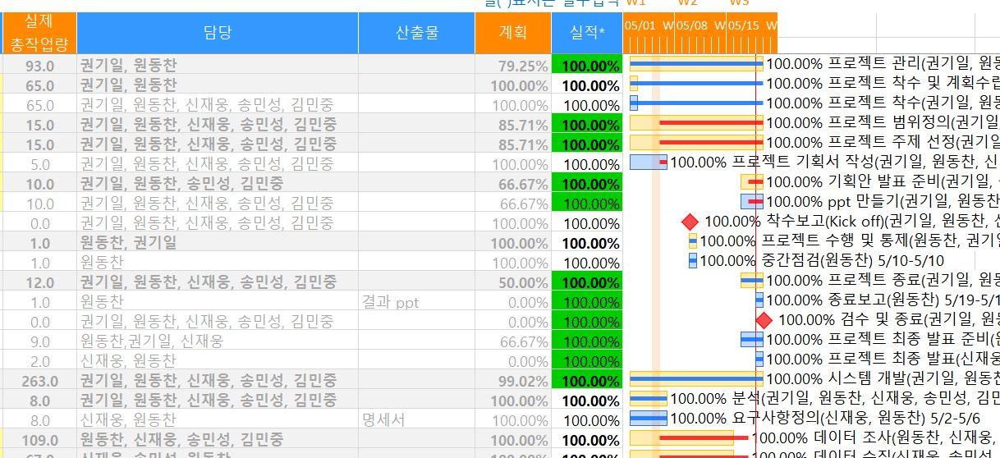 W1 W2 W3
실제 총작업량 담당 산출물 계획 실적* 05/01 W 05/08 W 05/15 W
93.0 권기일, 원동찬 79.25% 100.00% 100.00% 프로젝트 관리(권기일, 원동
65.0 권기일, 원동찬 100.00% 100.00% 100.00% 프로젝트 착수 및 계획수립
65.0 권기일, 원동찬, 신재웅, 송민성, 김민중 100.00% 100.00% 100.00% 프로젝트 착수(권기일, 원동
15.0 권기일, 원동찬, 신재웅, 송민성, 김민중 85.71% 100.00% 100.00% 프로젝트 범위정의(권기일,
15.0 권기일, 원동찬, 신재웅, 송민성, 김민중 85.71% 100.00% 100.00% 프로젝트 주제 선정(권기일
5.0 권기일, 원동찬, 신재웅, 송민성, 김민중 100.00% 100.00% 100.00% 프로젝트 기획서 작성(권기일, 원동찬, 신
10.0 권기일, 원동찬, 송민성, 김민중 66.67% 100.00% 100.00% 기획안 발표 준비(권기일,
10.0 권기일, 원동찬, 신재웅, 송민성, 김민중 66.67% 100.00% 100.00% ppt 만들기(권기일, 원동찬
0.0 권기일, 원동찬, 신재웅, 송민성, 김민중 100.00% 100.00% 100.00% 착수보고(Kick off)(권기일, 원동찬,
1.0 원동찬, 권기일 100.00% 100.00% 100.00% 프로젝트 수행 및 통제(원동찬, 권기일
1.0 원동찬 100.00% 100.00% 100.00% 중간점검(원동찬) 5/10-5/10
12.0 권기일, 원동찬, 신재웅, 송민성, 김민중 50.00% 100.00% 100.00% 프로젝트 종료(권기일, 원동
1.0 원동찬 결과 ppt 0.00% 100.00% 100.00% 종료보고(원동찬) 5/19-5/1
0.0 권기일, 원동찬, 신재웅, 송민성, 김민중 0.00% 100.00% 100.00% 검수 및 종료(권기일, 원동
9.0 원동찬,권기일, 신재웅 66.67% 100.00% 100.00% 프로젝트 최종 발표 준비(원
2.0 신재웅, 원동찬 0.00% 100.00% 100.00% 프로젝트 최종 발표(신재웅
263.0 권기일, 원동찬, 신재웅, 송민성, 김민중 99.02% 100.00% 100.00% 시스템 개발(권기일, 원동찬
8.0 권기일, 원동찬, 신재웅, 송민성, 김민중 100.00% 100.00% 100.00% 분석(권기일, 원동찬, 신재웅, 송민성, 김민
8.0 신재웅, 원동찬 명세서 100.00% 100.00% 100.00% 요구사항정의(신재웅, 원동찬) 5/2-5/6
109.0 원동찬, 신재웅, 송민성, 김민중 100.00% 100.00% 100.00% 데이터 조사(원동찬, 신재웅,